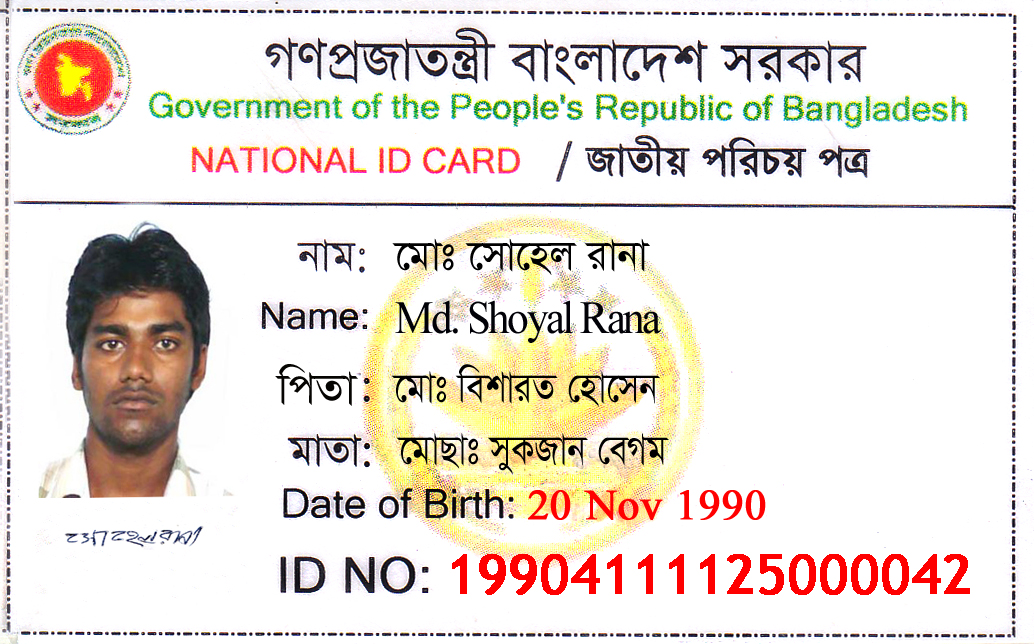 গণপ্রজাতন্ত্রী বাংলাদেশ সরকার
Government of the People's Republic of Bangladesh
NATIONAL ID CARD / জাতীয় পরিচয় পত্র
নাম: মোঃ সোহেল রানা
Name: Md. Shoyal Rana
পিতা: মোঃ বিশারত হোসেন
মাতা: মোছাঃ সুকজান বেগম
Date of Birth: 20 Nov 1990
ID NO: 19904111125000042